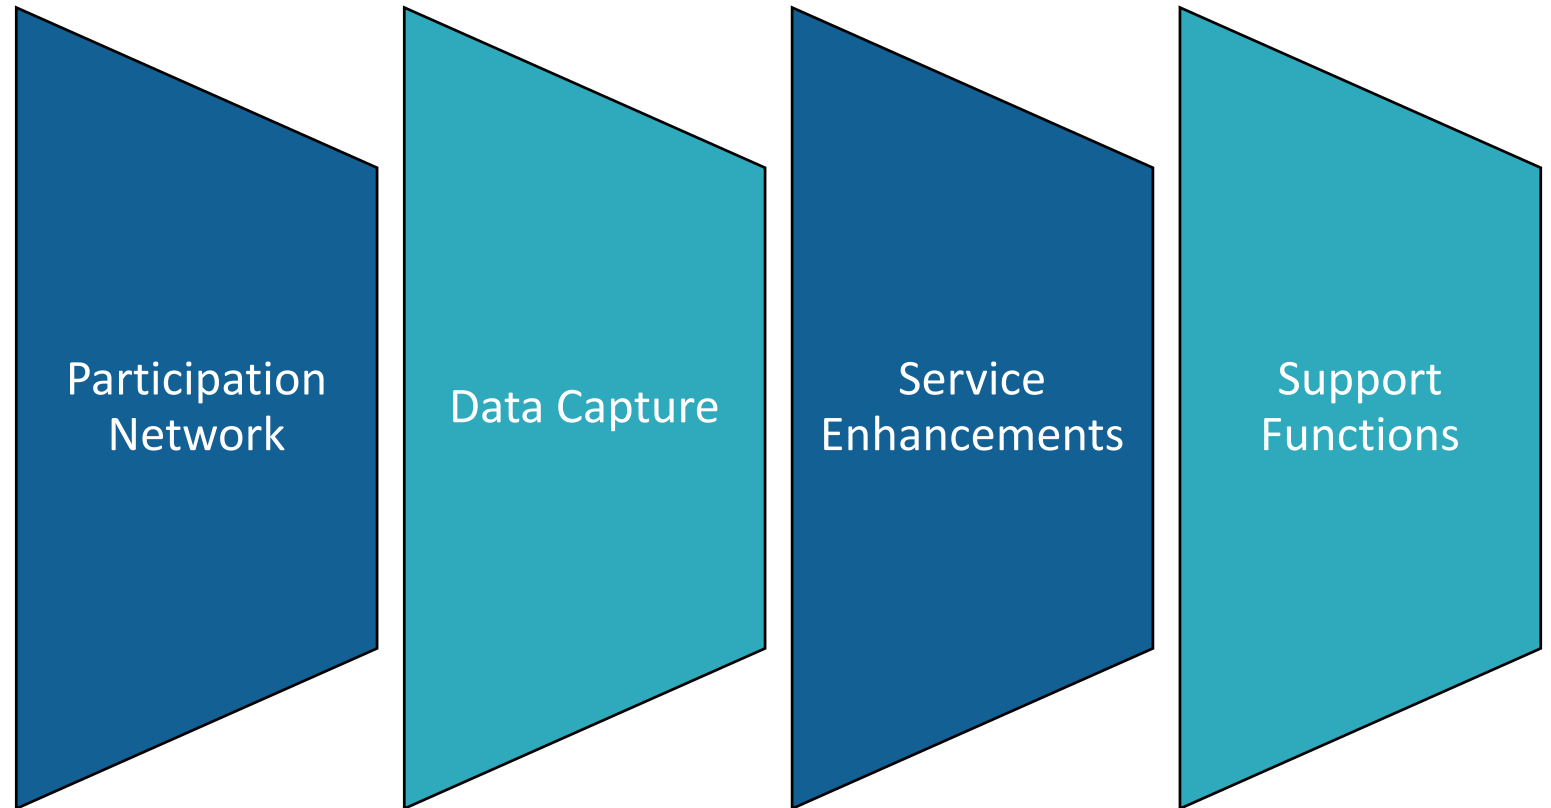 Participation
Network
Data Capture
Service
Enhancements
Support
Functions